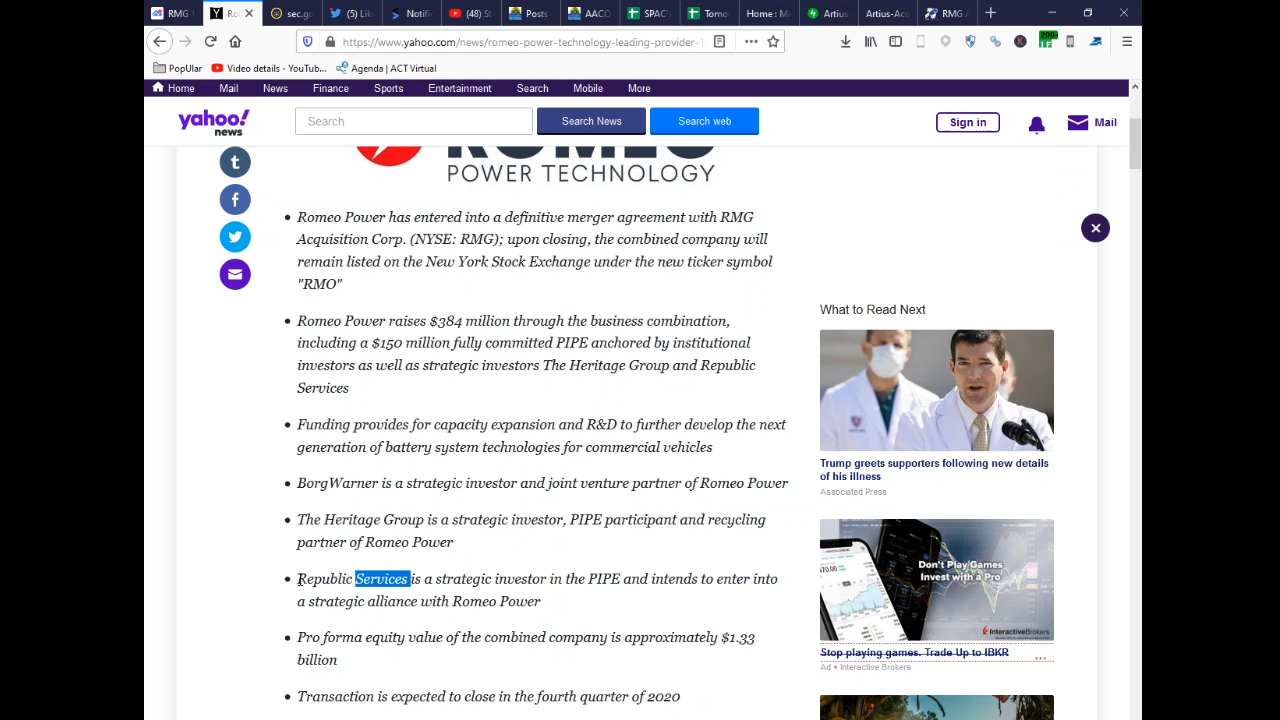 RMG
Ro
sec.go
(5) Lik
Notific
(48) S
Posts
AACQ
SPAC's
Tomo
Home : M
Artius
Artius-Acq
RMG A
https://www.yahoo.com/news/romeo-power-technology-leading-provider-1
200+
PopUlar
Video details - YouTub...
Agenda | ACT Virtual
Home
Mail
News
Finance
Sports
Entertainment
Search
Mobile
More
yahoo!
news
Search
Search News
Search web
Sign in
Mail
ROMEO
POWER TECHNOLOGY
Romeo Power has entered into a definitive merger agreement with RMG
Acquisition Corp. (NYSE: RMG); upon closing, the combined company will
remain listed on the New York Stock Exchange under the new ticker symbol
"RMO"
Romeo Power raises $384 million through the business combination,
including a $150 million fully committed PIPE anchored by institutional
investors as well as strategic investors The Heritage Group and Republic
Services
Funding provides for capacity expansion and R&D to further develop the next
generation of battery system technologies for commercial vehicles
BorgWarner is a strategic investor and joint venture partner of Romeo Power
The Heritage Group is a strategic investor, PIPE participant and recycling
partner of Romeo Power
Republic Services is a strategic investor in the PIPE and intends to enter into
a strategic alliance with Romeo Power
Pro forma equity value of the combined company is approximately $1.33
billion
Transaction is expected to close in the fourth quarter of 2020
What to Read Next
Trump greets supporters following new details
of his illness
Associated Press
Don't Play Games
Invest with a Pro
InteractiveBrokers
Stop playing games. Trade Up to IBKR
Ad • Interactive Brokers